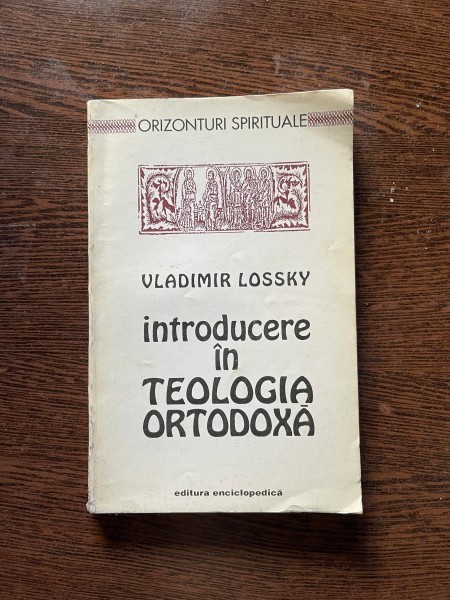 ORIZONTURI SPIRITUALE
VLADIMIR LOSSKY
introducere
în
TEOLOGIA
ORTODOXĂ
editura enciclopedică